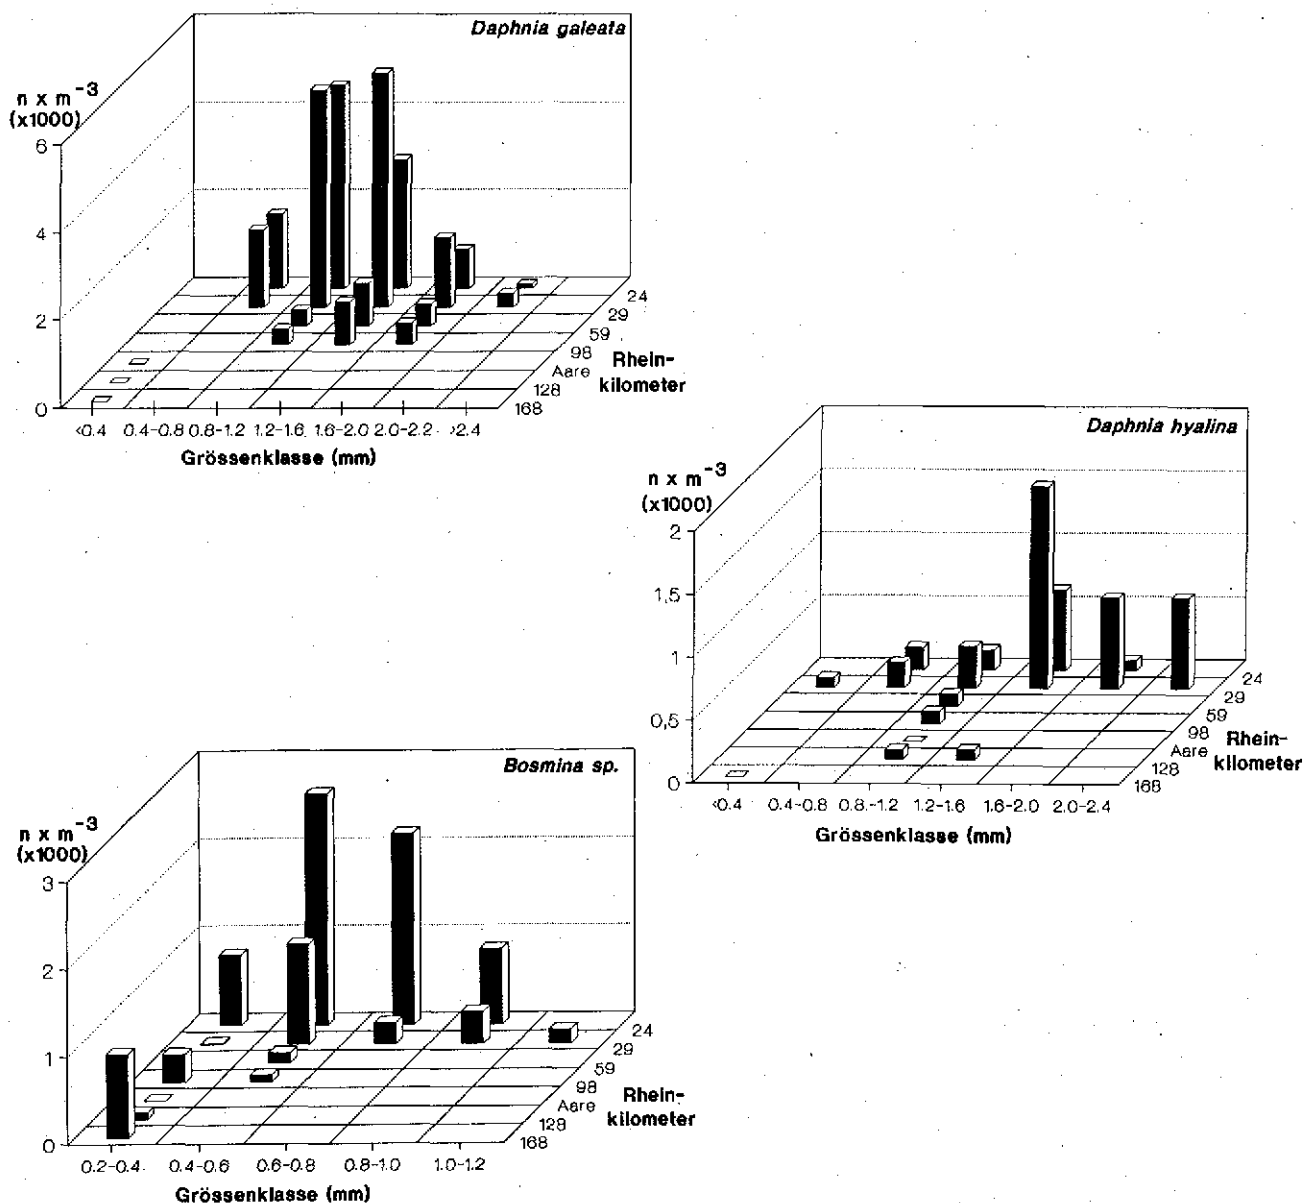 Daphnia galeata
n x m⁻³
(x1000)
6
4
2
0
24
29
59
98
Aare
128
168
Rhein-
kilometer
<0.4 0.4-0.8 0.8-1.2 1.2-1.6 1.6-2.0 2.0-2.2 >2.4
Grössenklasse (mm)
Daphnia hyalina
n x m⁻³
(x1000)
2
1,5
1
0,5
0
24
29
59
98
Aare
128
168
Rhein-
kilometer
<0.4 0.4-0.8 0.8-1.2 1.2-1.6 1.6-2.0 2.0-2.4
Grössenklasse (mm)
Bosmina sp.
n x m⁻³
(x1000)
3
2
1
0
24
29
59
98
Aare
128
168
Rhein-
kilometer
0.2-0.4 0.4-0.6 0.6-0.8 0.8-1.0 1.0-1.2
Grössenklasse (mm)